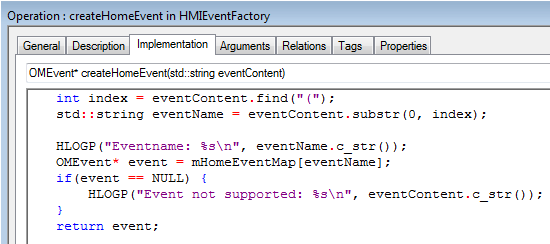 Operation : createHomeEvent in HMIEventFactory
General Description Implementation Arguments Relations Tags Properties
OMEvent* createHomeEvent(std::string eventContent)
int index = eventContent.find("(");
std::string eventName = eventContent.substr(0, index);
HLOGP("Eventname: %s\n", eventName.c_str());
OMEvent* event = mHomeEventMap[eventName];
if(event == NULL) {
HLOGP("Event not supported: %s\n", eventContent.c_str());
}
return event;